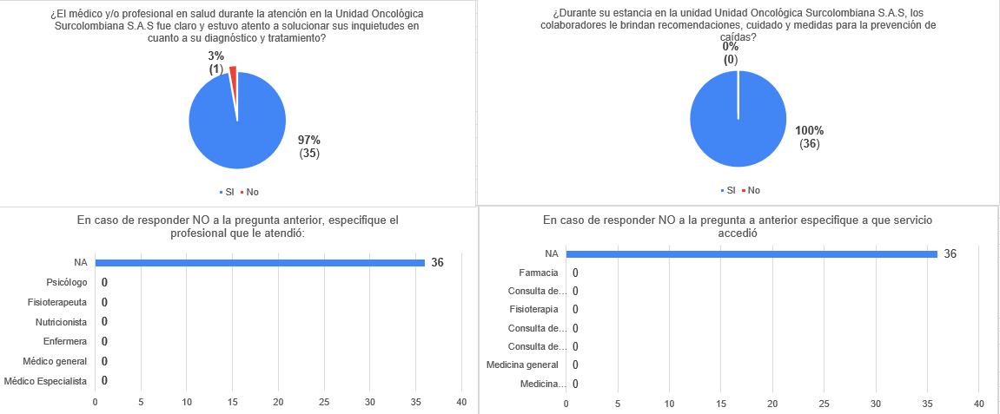 ¿El médico y/o profesional en salud durante la atención en la Unidad Oncológica
Surcolombiana S.A.S fue claro y estuvo atento a solucionar sus inquietudes en
cuanto a su diagnóstico y tratamiento?
3%
(1)
97%
(35)
SI No
¿Durante su estancia en la unidad Unidad Oncológica Surcolombiana S.A.S, los
colaboradores le brindan recomendaciones, cuidado y medidas para la prevención de
caídas?
0%
(0)
100%
(36)
SI No
En caso de responder NO a la pregunta anterior, especifique el
profesional que le atendió:
NA 36
Psicólogo 0
Fisioterapeuta 0
Nutricionista 0
Enfermera 0
Médico general 0
Médico Especialista 0
0 5 10 15 20 25 30 35 40
En caso de responder NO a la pregunta a anterior especifique a que servicio
accedió
NA 36
Farmacia 0
Consulta de... 0
Fisioterapia 0
Consulta de... 0
Consulta de... 0
Medicina general 0
Medicina... 0
0 5 10 15 20 25 30 35 40